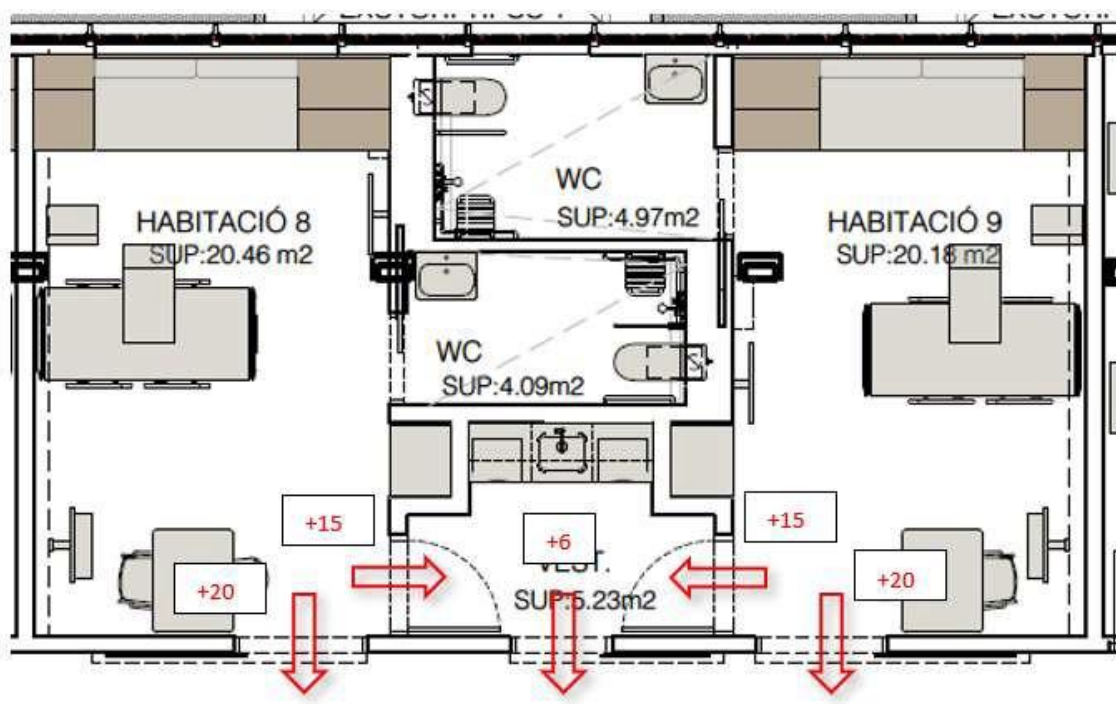 WC
SUP:4.97m2
HABITACIÓ 8
SUP:20.46 m2
HABITACIÓ 9
SUP:20.18 m2
WC
SUP:4.09m2
+15
+6
+15
VEST.
SUP:5.23m2
+20
+20